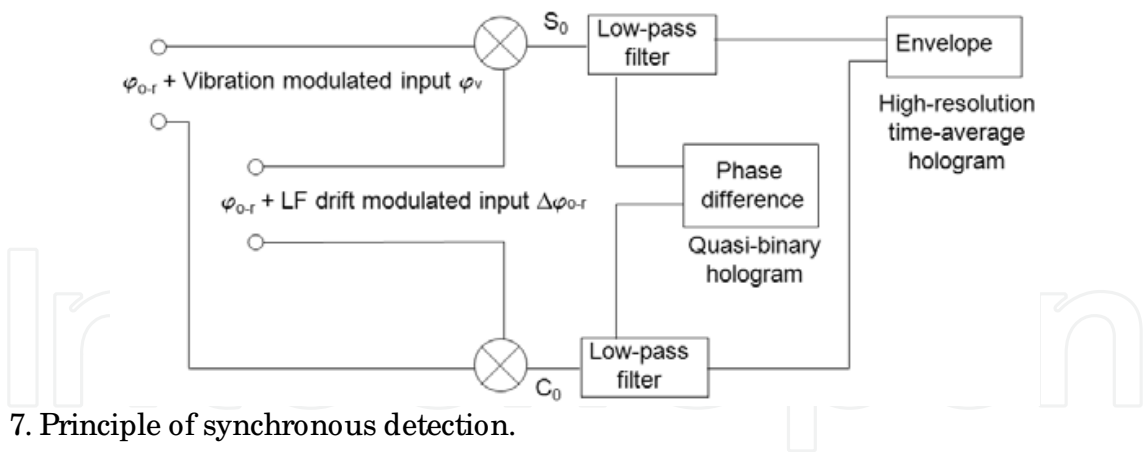 S₀
Low-pass
filter
Envelope
φo-r + Vibration modulated input φv
High-resolution
time-average
hologram
Phase
difference
φo-r + LF drift modulated input Δφo-r
Quasi-binary
hologram
Low-pass
filter
C₀
7. Principle of synchronous detection.